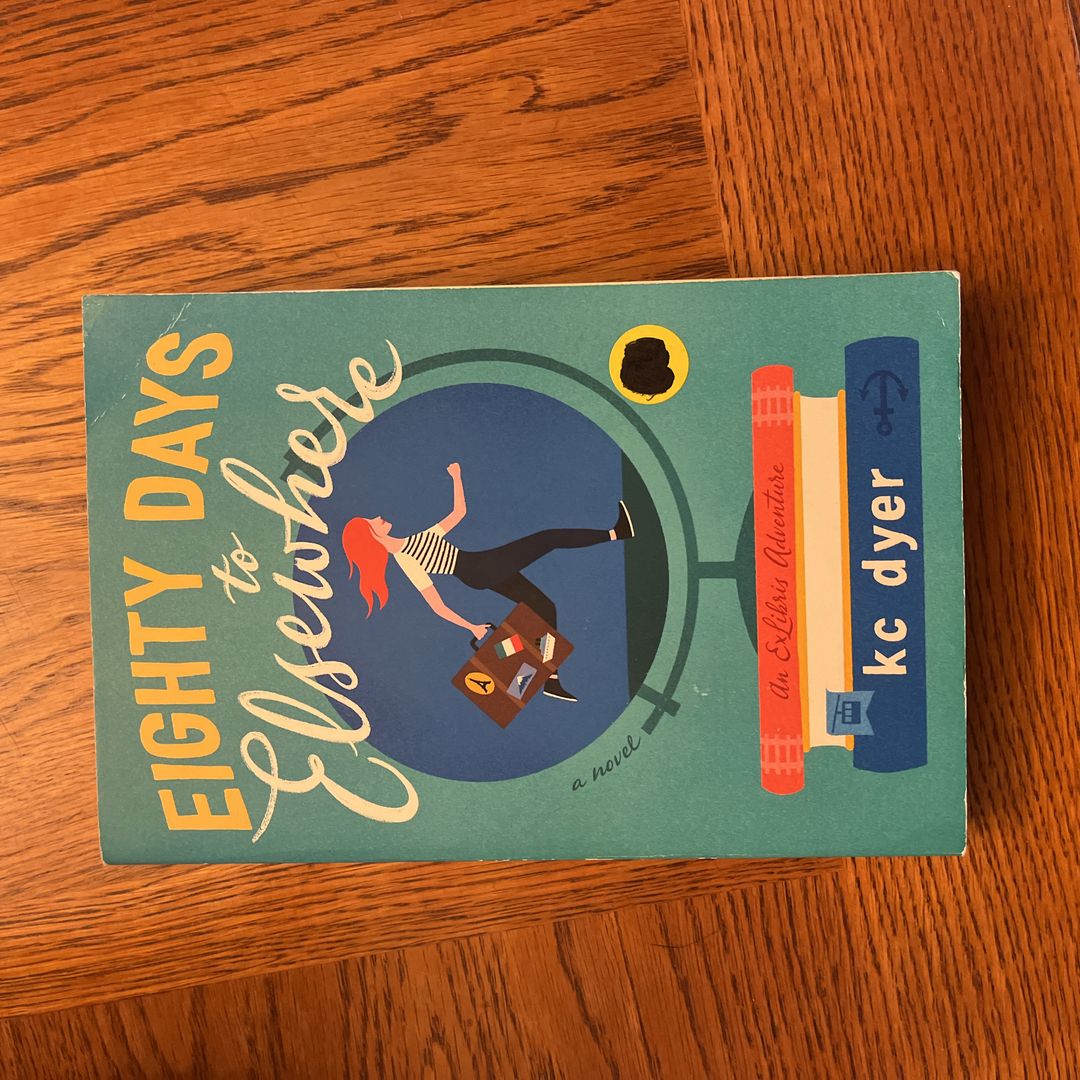 EIGHTY DAYS
to
Elsewhere
a novel
An ExLibris Adventure
kc dyer